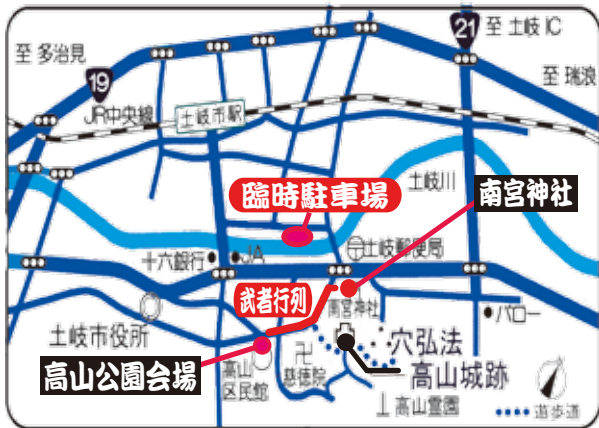 21
至 土岐 IC
至 多治見
19
至 瑞浪
JR中央線
土岐市駅
臨時駐車場
土岐川
南宮神社
十六銀行
JA
土岐郵便局
武者行列
南宮神社
バロー
土岐市役所
穴弘法
高山公園会場
高山
区民館
慈徳院
高山城跡
高山霊園
遊歩道